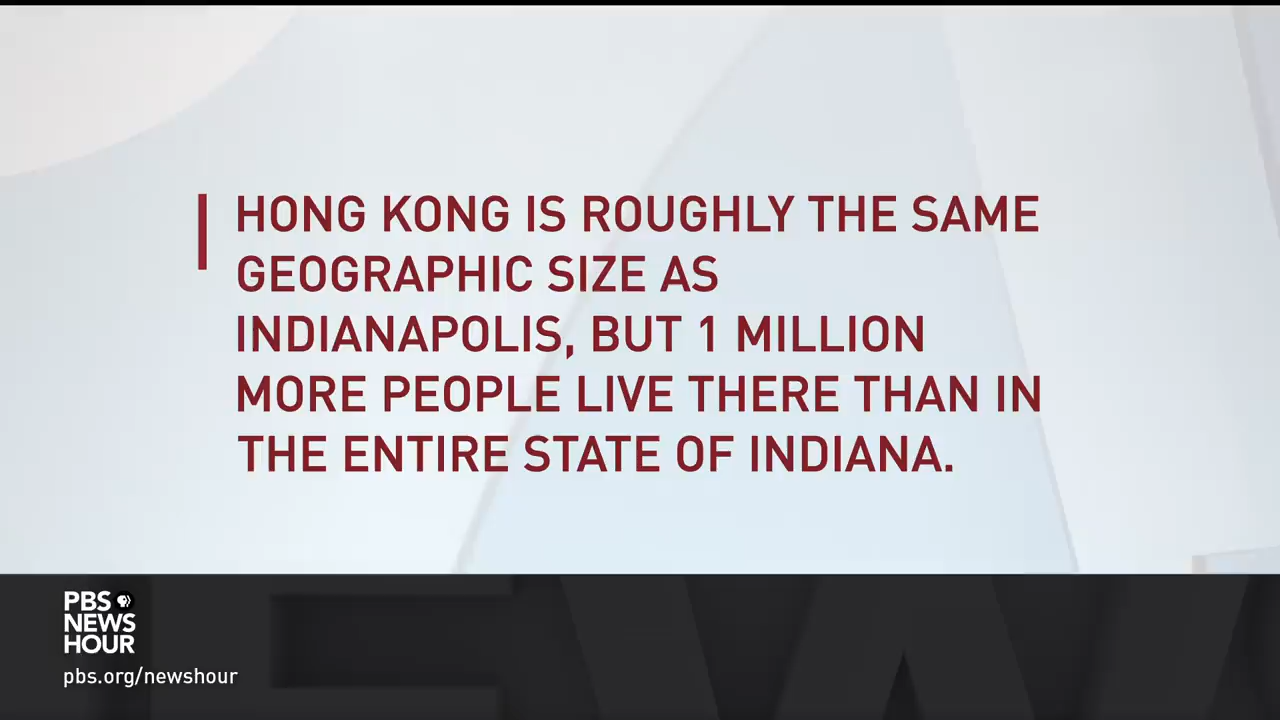 HONG KONG IS ROUGHLY THE SAME
GEOGRAPHIC SIZE AS
INDIANAPOLIS, BUT 1 MILLION
MORE PEOPLE LIVE THERE THAN IN
THE ENTIRE STATE OF INDIANA.
PBS
NEWS
HOUR
pbs.org/newshour